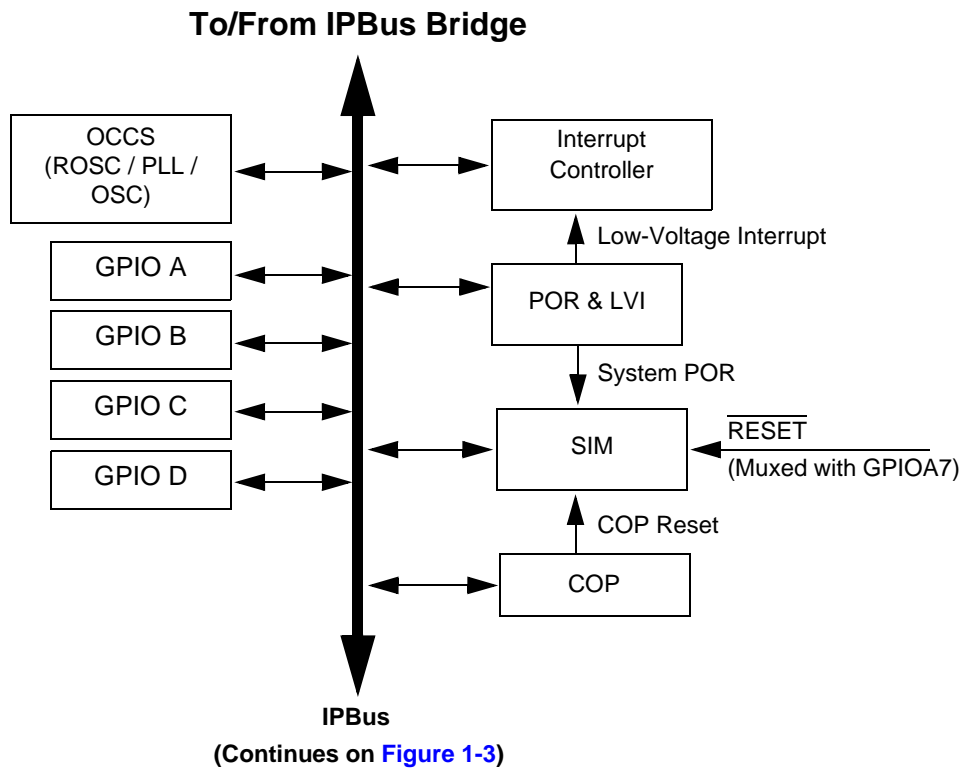 To/From IPBus Bridge
OCCS
(ROSC / PLL /
OSC)
GPIO A
GPIO B
GPIO C
GPIO D
Interrupt
Controller
Low-Voltage Interrupt
POR & LVI
System POR
SIM
RESET
(Muxed with GPIOA7)
COP Reset
COP
IPBus
(Continues on Figure 1-3)